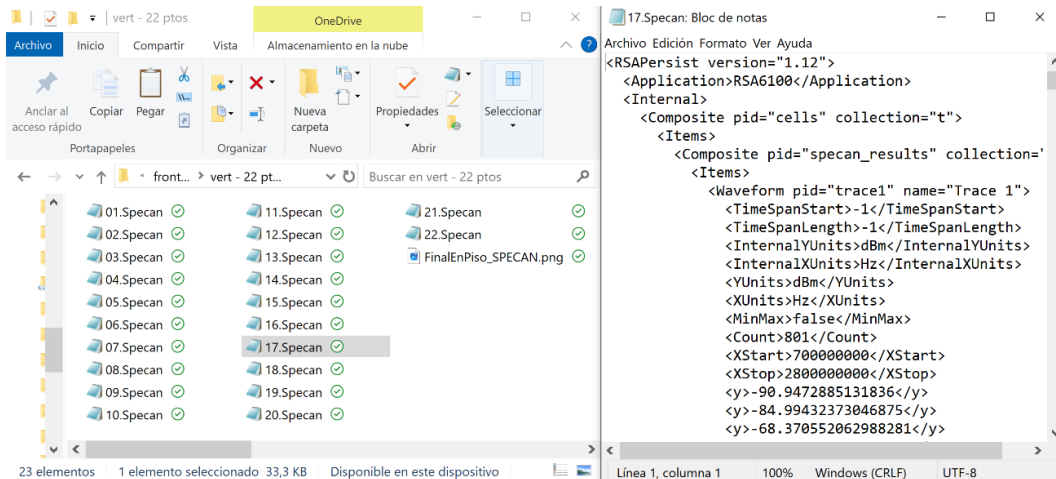 vert - 22 ptos
OneDrive
Archivo Inicio Compartir Vista Almacenamiento en la nube
Anclar al acceso rápido
Copiar
Pegar
Nueva carpeta
Propiedades
Seleccionar
Portapapeles Organizar Nuevo Abrir
front... vert - 22 pt... Buscar en vert - 22 ptos
01.Specan
02.Specan
03.Specan
04.Specan
05.Specan
06.Specan
07.Specan
08.Specan
09.Specan
10.Specan
11.Specan
12.Specan
13.Specan
14.Specan
15.Specan
16.Specan
17.Specan
18.Specan
19.Specan
20.Specan
21.Specan
22.Specan
FinalEnPiso_SPECAN.png
23 elementos 1 elemento seleccionado 33,3 KB Disponible en este dispositivo
17.Specan: Bloc de notas
Archivo Edición Formato Ver Ayuda
<RSAPersist version="1.12">
<Application>RSA6100</Application>
<Internal>
<Composite pid="cells" collection="t">
<Items>
<Composite pid="specan_results" collection='
<Items>
<Waveform pid="trace1" name="Trace 1">
<TimeSpanStart>-1</TimeSpanStart>
<TimeSpanLength>-1</TimeSpanLength>
<InternalYUnits>dBm</InternalYUnits>
<InternalXUnits>Hz</InternalXUnits>
<YUnits>dBm</YUnits>
<XUnits>Hz</XUnits>
<MinMax>false</MinMax>
<Count>801</Count>
<XStart>700000000</XStart>
<XStop>2800000000</XStop>
<y>-90.9472885131836</y>
<y>-84.99432373046875</y>
<y>-68.370552062988281</y>
Línea 1, columna 1 100% Windows (CRLF) UTF-8